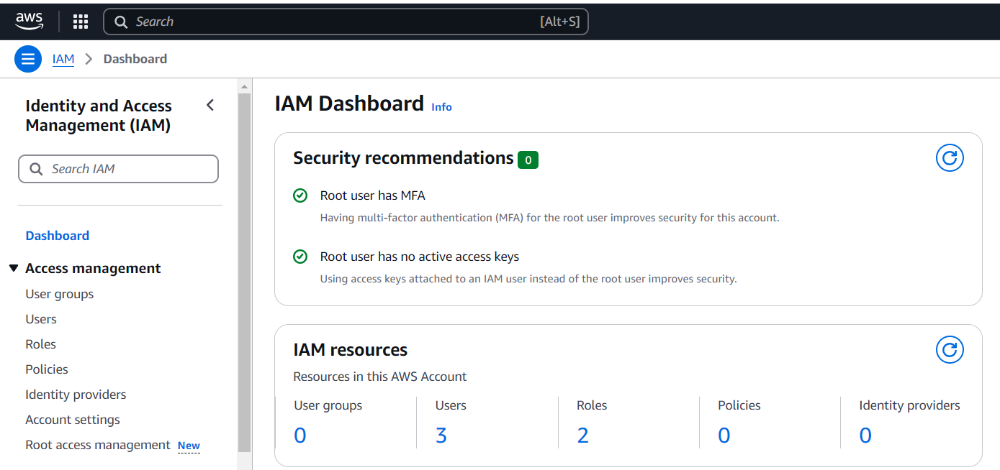 aws
Search [Alt+S]
IAM Dashboard
Identity and Access
Management (IAM)
Search IAM
Dashboard
Access management
User groups
Users
Roles
Policies
Identity providers
Account settings
Root access management New
IAM Dashboard Info
Security recommendations 0
Root user has MFA
Having multi-factor authentication (MFA) for the root user improves security for this account.
Root user has no active access keys
Using access keys attached to an IAM user instead of the root user improves security.
IAM resources
Resources in this AWS Account
User groups Users Roles Policies Identity providers
0 3 2 0 0